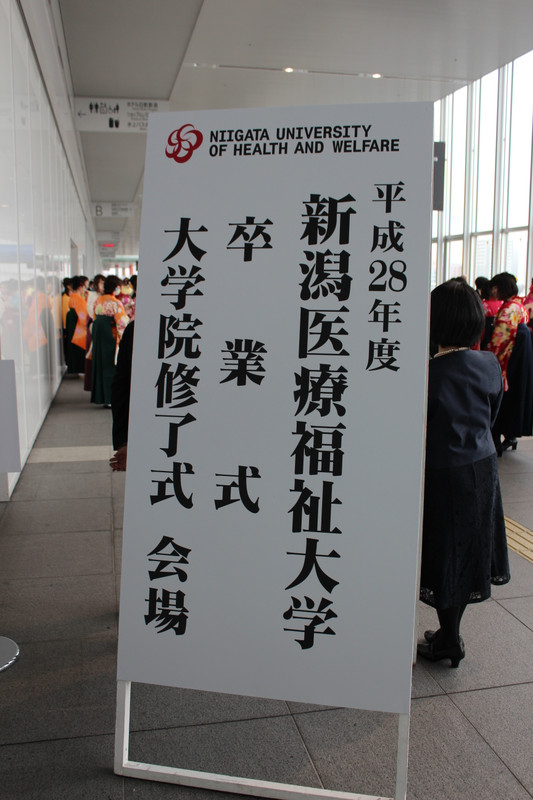 NIIGATA UNIVERSITY
OF HEALTH AND WELFARE
平成28年度
新潟医療福祉大学
卒業式
大学院修了式 会場
B